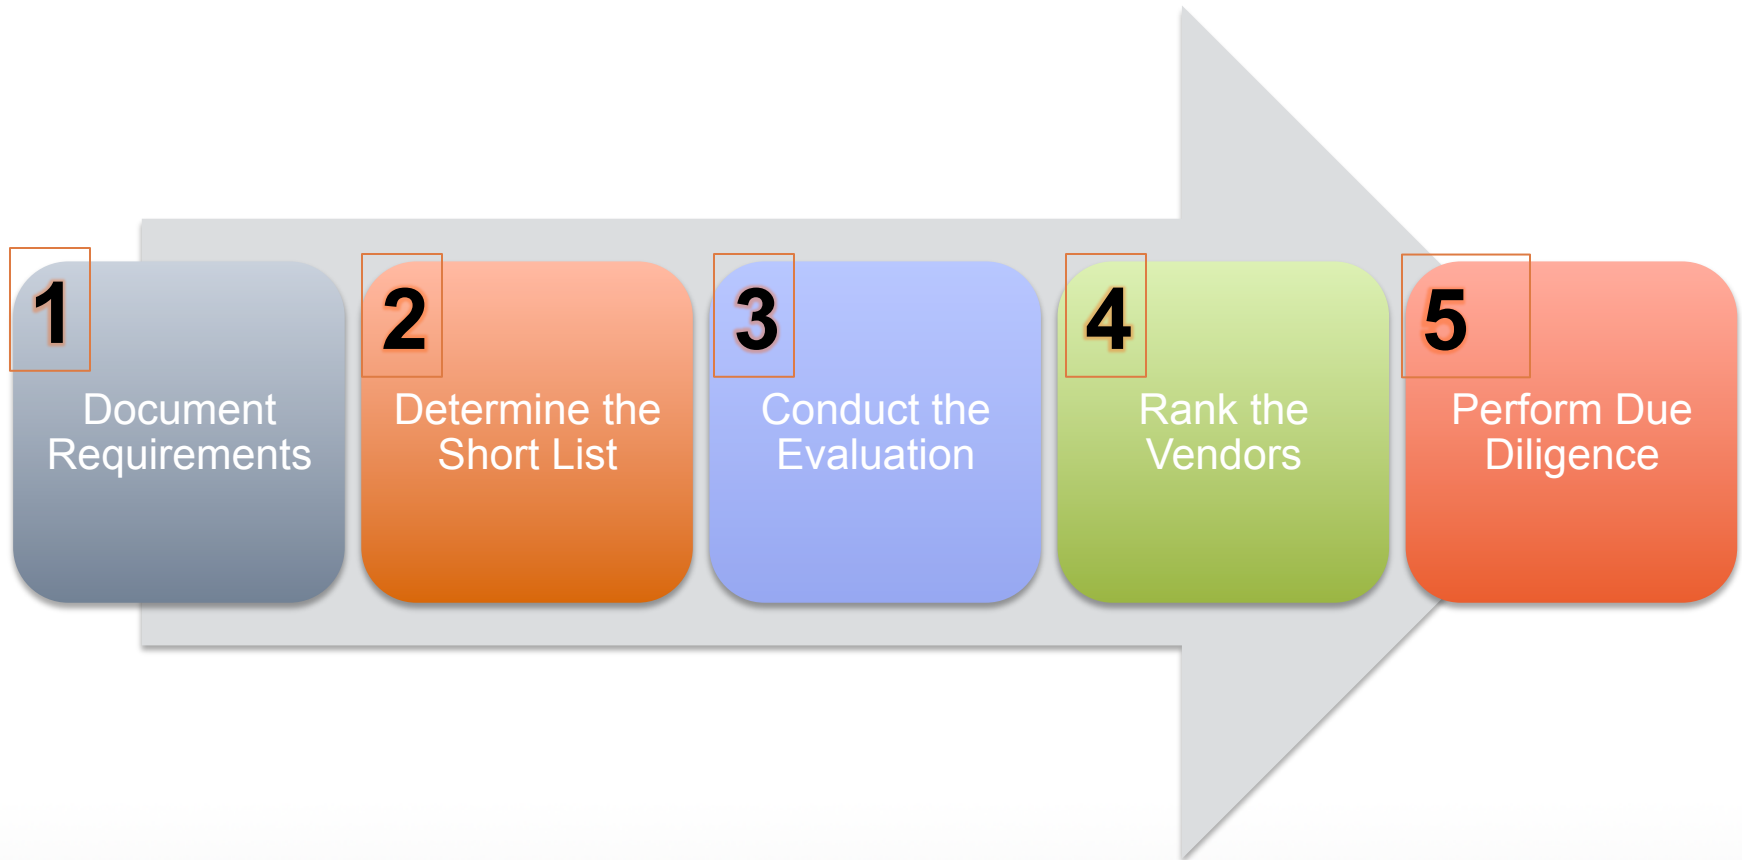 1
Document
Requirements
2
Determine the
Short List
3
Conduct the
Evaluation
4
Rank the
Vendors
5
Perform Due
Diligence